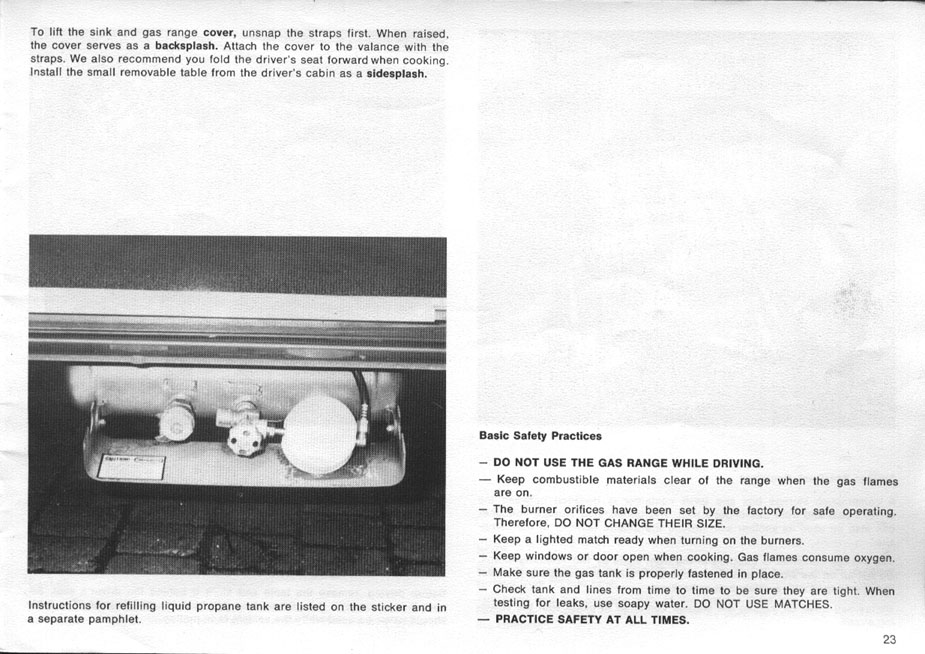 To lift the sink and gas range cover, unsnap the straps first. When raised,
the cover serves as a backsplash. Attach the cover to the valance with the
straps. We also recommend you fold the driver's seat forward when cooking.
Install the small removable table from the driver's cabin as a sidesplash.
Instructions for refilling liquid propane tank are listed on the sticker and in
a separate pamphlet.
Basic Safety Practices
— DO NOT USE THE GAS RANGE WHILE DRIVING.
— Keep combustible materials clear of the range when the gas flames
are on.
— The burner orifices have been set by the factory for safe operating.
Therefore, DO NOT CHANGE THEIR SIZE.
— Keep a lighted match ready when turning on the burners.
— Keep windows or door open when cooking. Gas flames consume oxygen.
— Make sure the gas tank is properly fastened in place.
— Check tank and lines from time to time to be sure they are tight. When
testing for leaks, use soapy water. DO NOT USE MATCHES.
— PRACTICE SAFETY AT ALL TIMES.
23